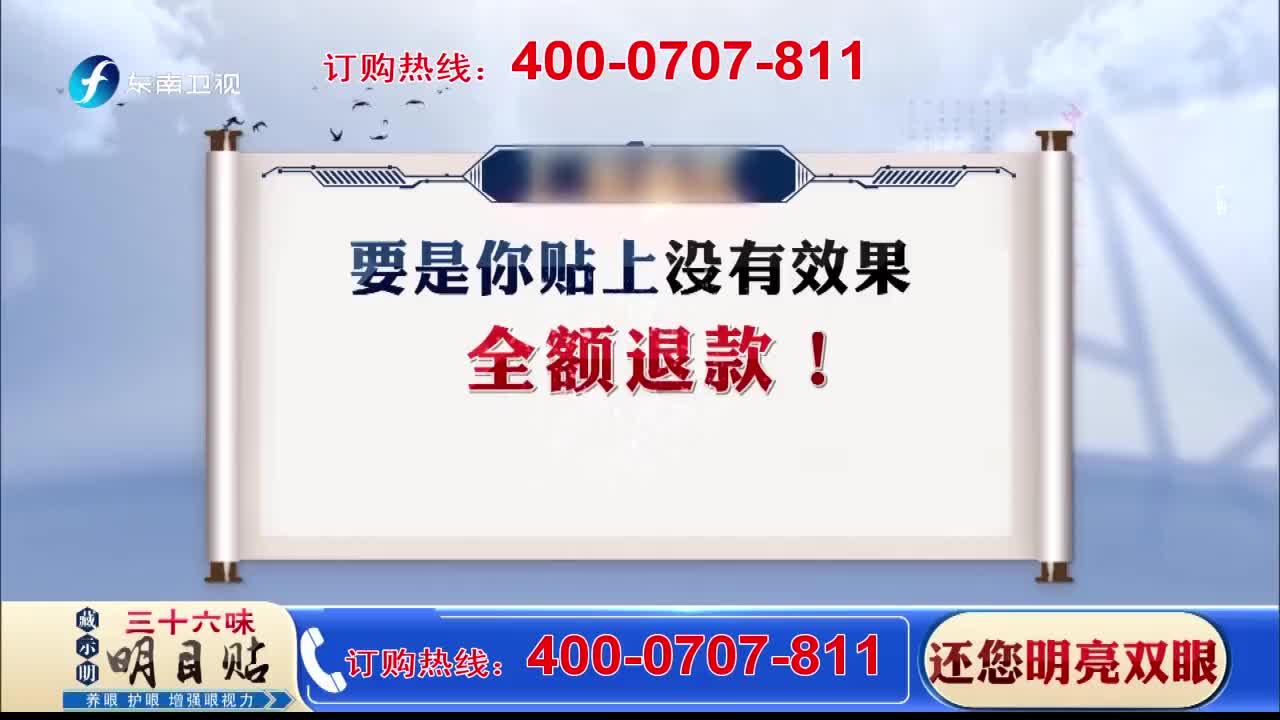 订购热线：400-0707-811
东南卫视
要是你贴上没有效果
全额退款！
藏示明
三十六味
明目贴
养眼 护眼 增强眼视力
订购热线：400-0707-811
还您明亮双眼